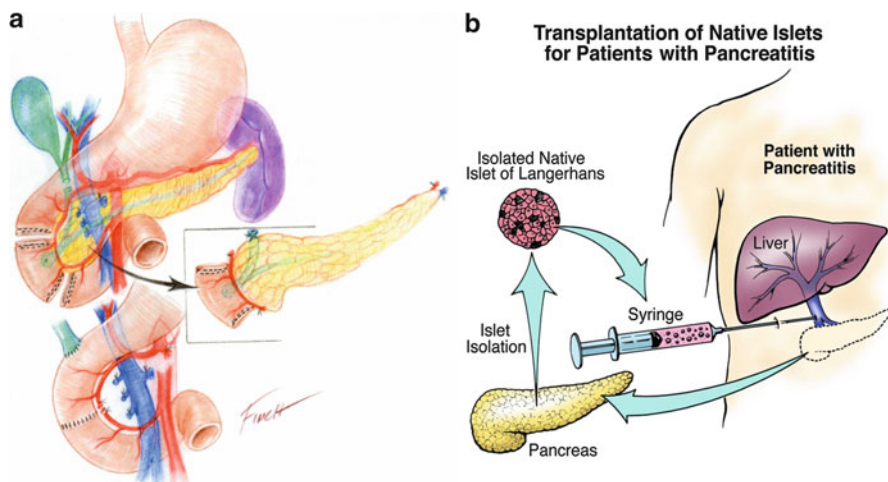 a
Finch
b
Transplantation of Native Islets
for Patients with Pancreatitis
Isolated Native
Islet of Langerhans
Patient with
Pancreatitis
Liver
Syringe
Islet
Isolation
Pancreas